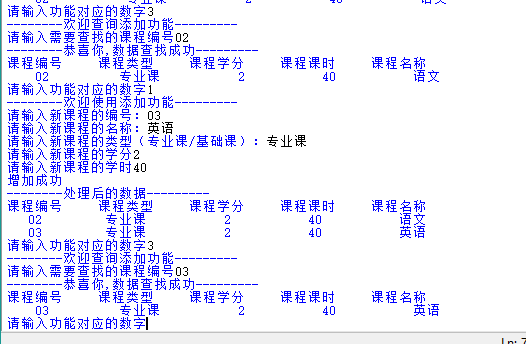 02 专业课 2 40 语文
请输入功能对应的数字3
--------欢迎查询添加功能---------
请输入需要查找的课程编号02
--------恭喜你,数据查找成功---------
课程编号 课程类型 课程学分 课程课时 课程名称
02 专业课 2 40 语文
请输入功能对应的数字1
--------欢迎使用添加功能---------
请输入新课程的编号：03
请输入新课程的名称：英语
请输入新课程的类型（专业课/基础课）：专业课
请输入新课程的学分2
请输入新课程的学时40
增加成功
--------处理后的数据---------
课程编号 课程类型 课程学分 课程课时 课程名称
02 专业课 2 40 语文
03 专业课 2 40 英语
请输入功能对应的数字3
--------欢迎查询添加功能---------
请输入需要查找的课程编号03
--------恭喜你,数据查找成功---------
课程编号 课程类型 课程学分 课程课时 课程名称
03 专业课 2 40 英语
请输入功能对应的数字
Ln: 7